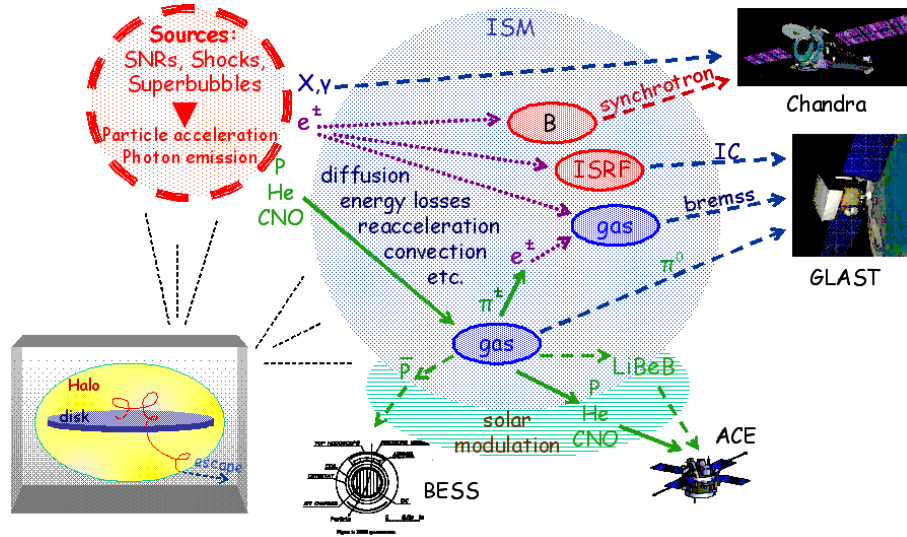 Sources:
SNRs, Shocks,
Superbubbles
Particle acceleration
Photon emission
ISM
X,γ
e±
P
He
CNO
B
synchrotron
Chandra
ISRF
IC
diffusion
energy losses
reacceleration
convection
etc.
gas
bremss
e±
π±
π⁰
GLAST
gas
p̄
LiBeB
P
He
CNO
solar
modulation
ACE
BESS
Halo
disk
escape
Particle